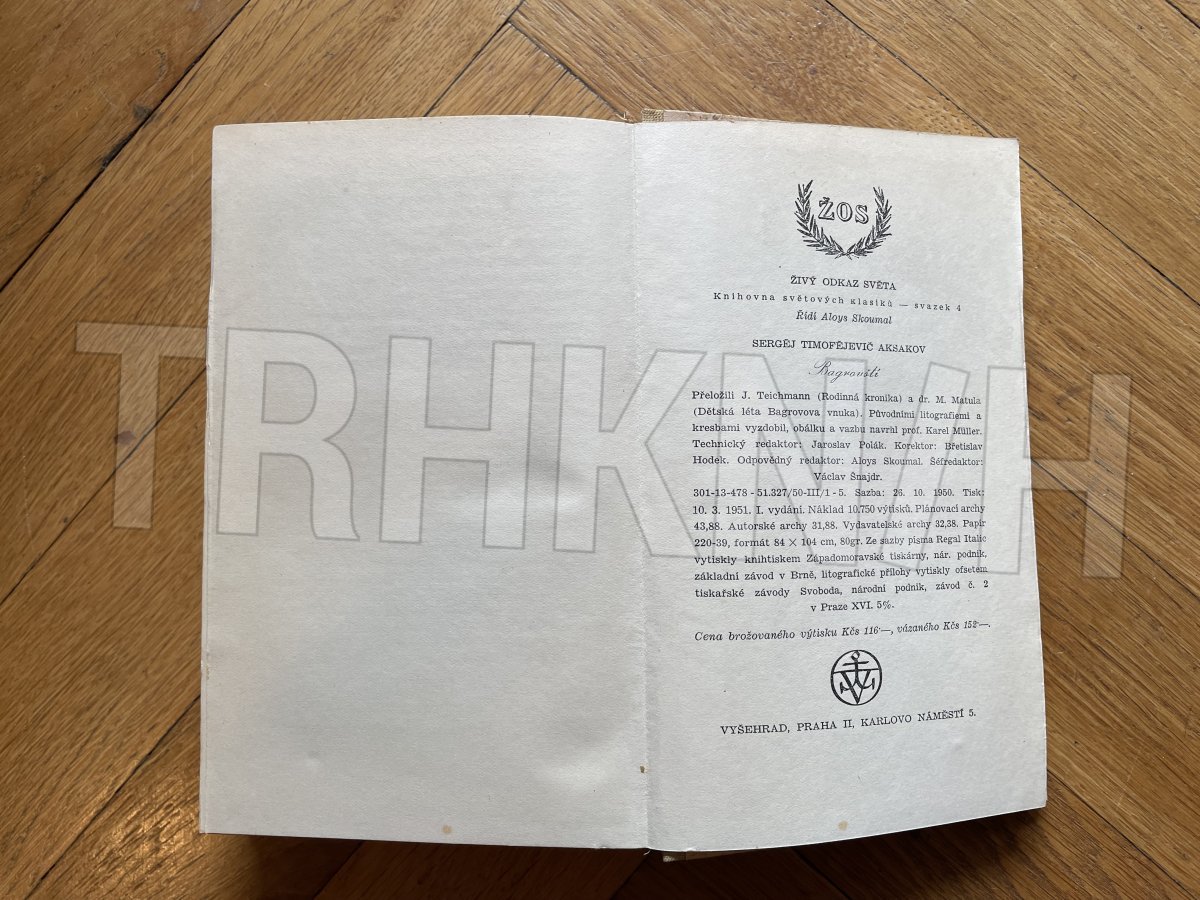 ŽOS
ŽIVÝ ODKAZ SVĚTA
Knihovna světových klasiků — svazek 4
Řídí Aloys Skoumal
SERGĚJ TIMOFĚJEVIČ AKSAKOV
Bagrovští
Přeložili J. Teichmann (Rodinná kronika) a dr. M. Matula
(Dětská léta Bagrovova vnuka). Původními litografiemi a
kresbami vyzdobil, obálku a vazbu navrhl prof. Karel Müller.
Technický redaktor: Jaroslav Polák. Korektor: Břetislav
Hodek. Odpovědný redaktor: Aloys Skoumal. Šéfredaktor:
Václav Šnajdr.
301-13-478 - 51.327/50-III/1 - 5. Sazba: 26. 10. 1950. Tisk:
10. 3. 1951. I. vydání. Náklad 10.750 výtisků. Plánovací archy
43,88. Autorské archy 31,88. Vydavatelské archy 32,38. Papír
220-39, formát 84 × 104 cm, 80gr. Ze sazby písma Regal Italic
vytiskly knihtiskem Západomoravské tiskárny, nár. podnik,
základní závod v Brně, litografické přílohy vytiskly ofsetem
tiskařské závody Svoboda, národní podnik, závod č. 2
v Praze XVI. 5%.
Cena brožovaného výtisku Kčs 116·—, vázaného Kčs 152·—.
VYŠEHRAD, PRAHA II, KARLOVO NÁMĚSTÍ 5.
TRHKNIH